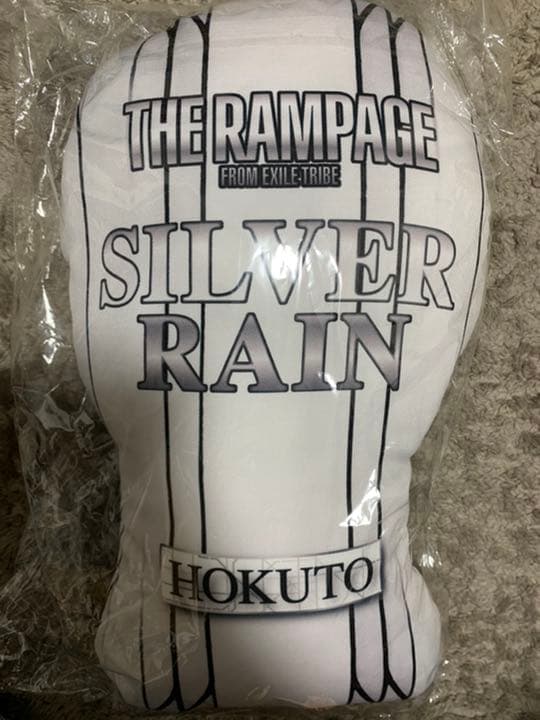 THE RAMPAGE
FROM EXILE TRIBE
SILVER
RAIN
HOKUTO